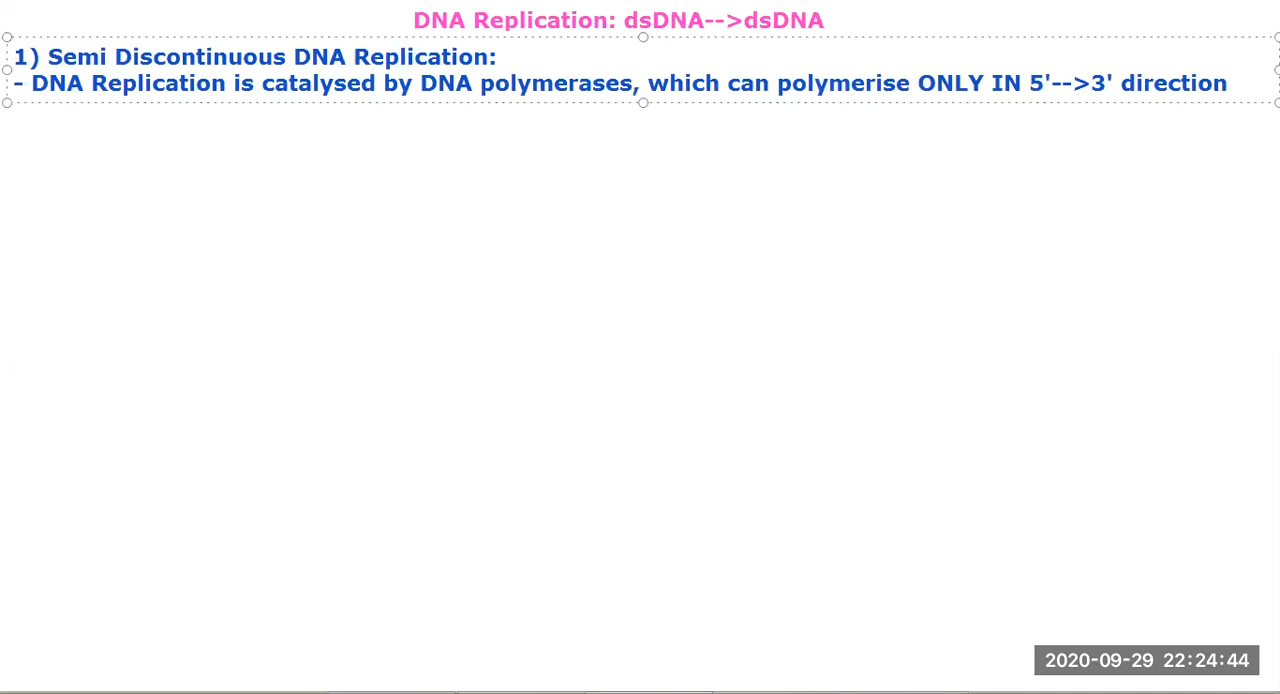 DNA Replication: dsDNA-->dsDNA
1) Semi Discontinuous DNA Replication:
- DNA Replication is catalysed by DNA polymerases, which can polymerise ONLY IN 5'-->3' direction
2020-09-29 22:24:44